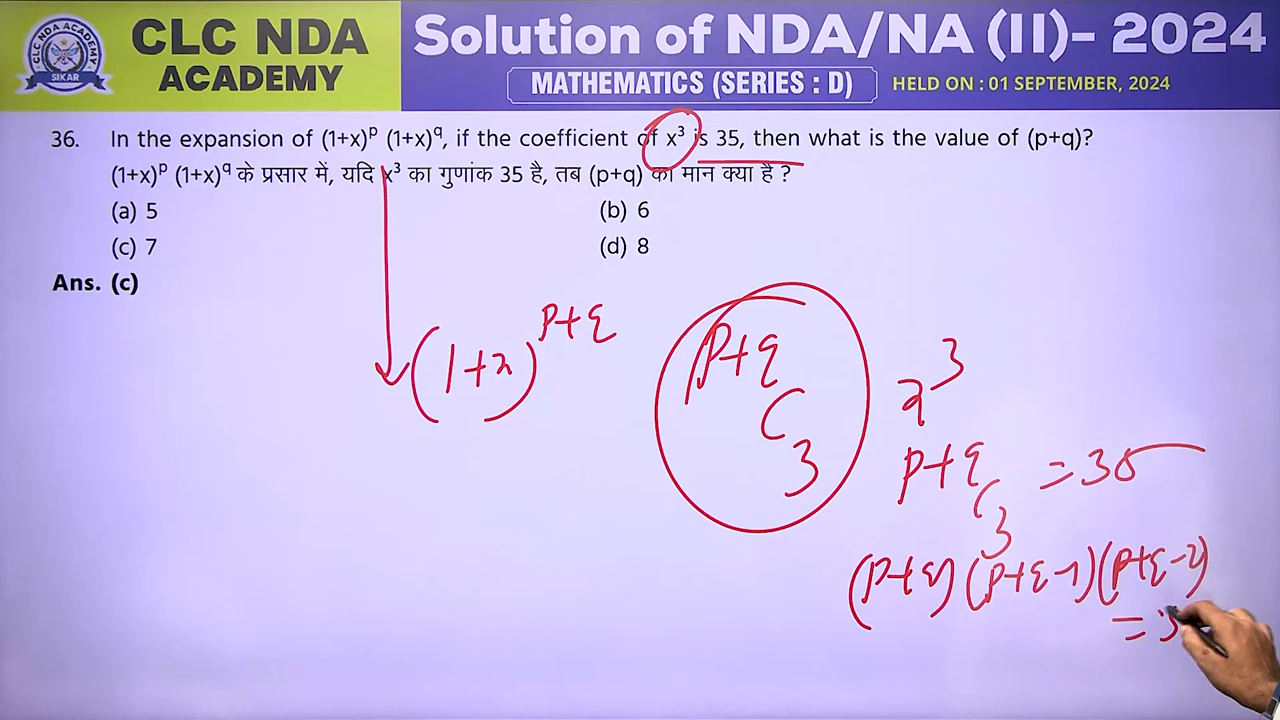 CLC NDA ACADEMY
SIKAR
CLC NDA
ACADEMY
Solution of NDA/NA (II)- 2024
MATHEMATICS (SERIES : D)
HELD ON : 01 SEPTEMBER, 2024
36. In the expansion of (1+x)ᵖ (1+x)ᑫ, if the coefficient of x³ is 35, then what is the value of (p+q)?
(1+x)ᵖ (1+x)ᑫ के प्रसार में, यदि x³ का गुणांक 35 है, तब (p+q) का मान क्या है ?
(a) 5 (b) 6
(c) 7 (d) 8
Ans. (c)
(1+x)^p+q
p+q C 3 x³
p+q C 3 = 35
(p+q) (p+q-1) (p+q-2)
= 3